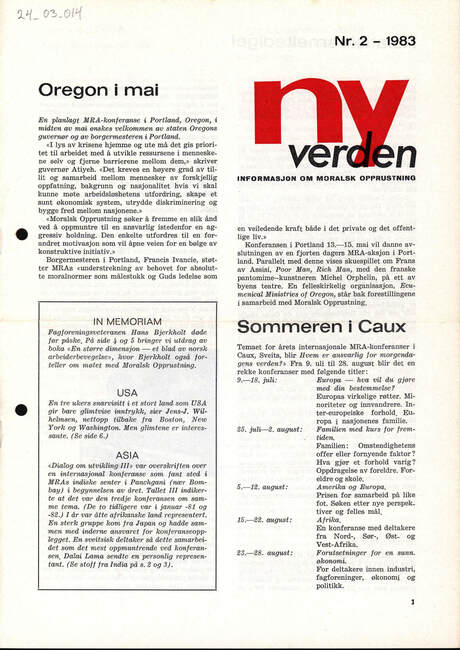 24_03_014
Nr. 2 – 1983
Oregon i mai
En planlagt MRA-konferanse i Portland, Oregon, i
midten av mai ønskes velkommen av staten Oregons
guvernør og av borgermesteren i Portland.
«I lys av krisene hjemme og ute må det gis priori-
tet til arbeidet med å utvikle ressursene i menneske-
ne selv og fjerne barrierene mellom dem,» skriver
guvernør Atiyeh. «Det kreves en høyere grad av til-
lit og samarbeid mellom mennesker av forskjellig
oppfatning, bakgrunn og nasjonalitet hvis vi skal
kunne møte arbeidsløshetens utfordring, skape et
sunt økonomisk system, utrydde diskriminering og
bygge fred mellom nasjonene.»
«Moralsk Opprustning søker å fremme en slik ånd
ved å oppmuntre til en ansvarlig istedenfor en ag-
gressiv holdning. Den enkelte utfordres til en for-
andret motivasjon som vil åpne veien for en bølge av
konstruktive initiativ.»
Borgermesteren i Portland, Francis Ivancie, støt-
ter MRAs «understrekning av behovet for absolut-
te moralnormer som målestokk og Guds ledelse som
IN MEMORIAM
Fagforeningsveteranen Hans Bjerkholt døde
før påske. På side 4 og 5 bringer vi utdrag av
boka «En større dimensjon — et blad av norsk
arbeiderbevegelse», hvor Bjerkholt også for-
teller om møtet med Moralsk Opprustning.
USA
En tre ukers snarvisitt i et stort land som USA
gir bare glimtvise inntrykk, sier Jens-J. Wil-
helmsen, nettopp tilbake fra Boston, New
York og Washington. Men glimtene er interes-
sante. (Se side 6.)
ASIA
«Dialog om utvikling III» var overskriften over
en internasjonal konferanse som fant sted i
MRAs indiske senter i Panchgani (nær Bom-
bay) i begynnelsen av året. Tallet III indiker-
te at det var den tredje konferansen om sam-
me tema. (De to tidligere var i januar -81 og
-82.) I år var åtte afrikanske land representert.
En sterk gruppe kom fra Japan og hadde sam-
men med inderne ansvaret for konferanseopp-
legget. En sveitsisk deltaker så dette samarbei-
det som det mest oppmuntrende ved konferan-
sen, Dalai Lama sendte en personlig represen-
tant. (Se stoff fra India på s. 2 og 3).
ny
verden
INFORMASJON OM MORALSK OPPRUSTNING
en veiledende kraft både i det private og det offent-
lige liv.»
Konferansen i Portland 13.—15. mai vil danne av-
slutningen av en fjorten dagers MRA-aksjon i Port-
land. Parallelt med denne vises skuespillet om Frans
av Assisi, Poor Man, Rich Man, med den franske
pantomime-kunstneren Michel Orphelin, på ett av
byens teatre. En felleskirkelig organisasjon, Ecu-
menical Ministries of Oregon, står bak forestillingene
i samarbeid med Moralsk Opprustning.
Sommeren i Caux
Temaet for årets internasjonale MRA-konferanser i
Caux, Sveits, blir Hvem er ansvarlig for morgenda-
gens verden?» Fra 9. uli til 28. august blir det en
rekke konferanser med følgende titler:
9.—18. juli: Europa — hva vil du gjøre
med din bestemmelse?
Europas virkelige røtter. Mi-
noriteter og innvandrere. In-
ter-europeiske forhold, Eu-
ropa i nasjonenes familie.
25. juli—2. august: Familien med kurs for frem-
tiden.
Familien: Omstendighetens
offer eller fornyende faktor?
Hva gjør et forhold varig?
Oppdragelse av foreldre. For-
eldre og skole.
5.—12. august: Amerika og Europa.
Prisen for samarbeid på like
fot. Søken etter nye perspek-
tiver og felles mål.
15.—22. august: Afrika.
En konferanse med deltakere
fra Nord-, Sør-, Øst- og
Vest-Afrika.
23.—28. august: Forutsetninger for en sunn.
økonomi.
For deltakere innen industri,
fagforeninger, økonomi og
politikk.
1